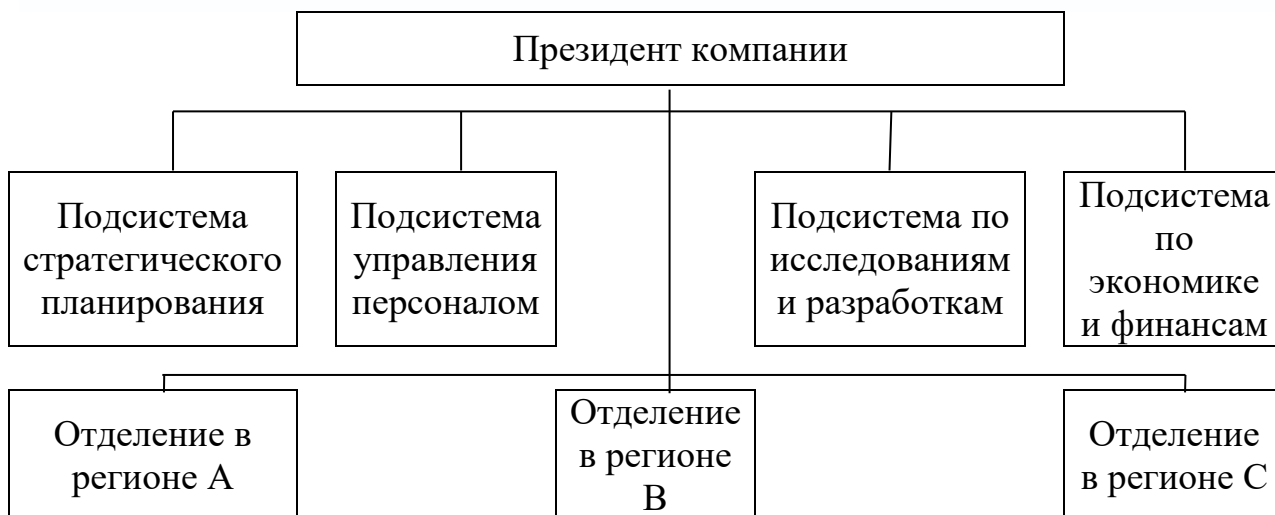 Президент компании
Подсистема
стратегического
планирования
Подсистема
управления
персоналом
Подсистема по
исследованиям
и разработкам
Подсистема
по
экономике
и финансам
Отделение в
регионе А
Отделение
в регионе
В
Отделение
в регионе С